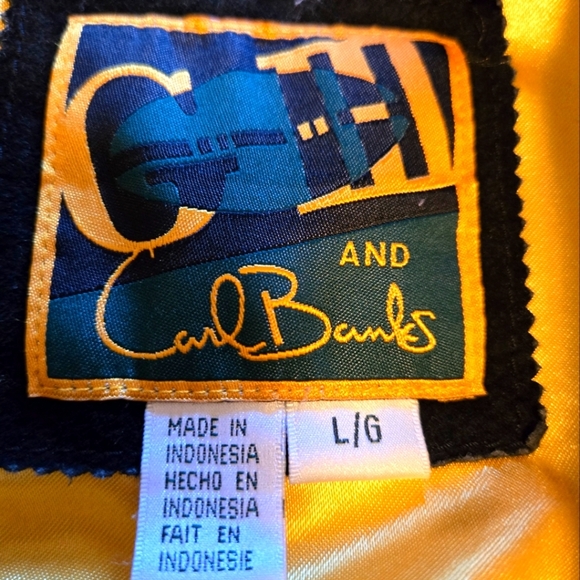 G-III
AND
Carl Banks
MADE IN
INDONESIA
HECHO EN
INDONESIA
FAIT EN
INDONESIE
L/G